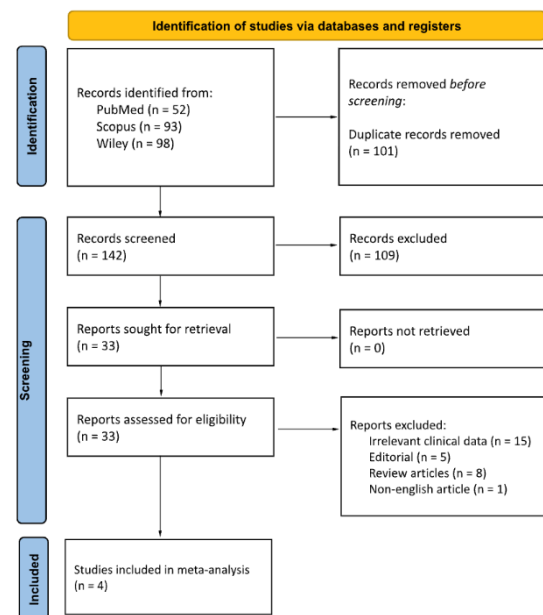 Identification of studies via databases and registers
Identification
Records identified from:
PubMed (n = 52)
Scopus (n = 93)
Wiley (n = 98)
Records removed before
screening:
Duplicate records removed
(n = 101)
Screening
Records screened
(n = 142)
Records excluded
(n = 109)
Reports sought for retrieval
(n = 33)
Reports not retrieved
(n = 0)
Reports assessed for eligibility
(n = 33)
Reports excluded:
Irrelevant clinical data (n = 15)
Editorial (n = 5)
Review articles (n = 8)
Non-english article (n = 1)
Included
Studies included in meta-analysis
(n = 4)